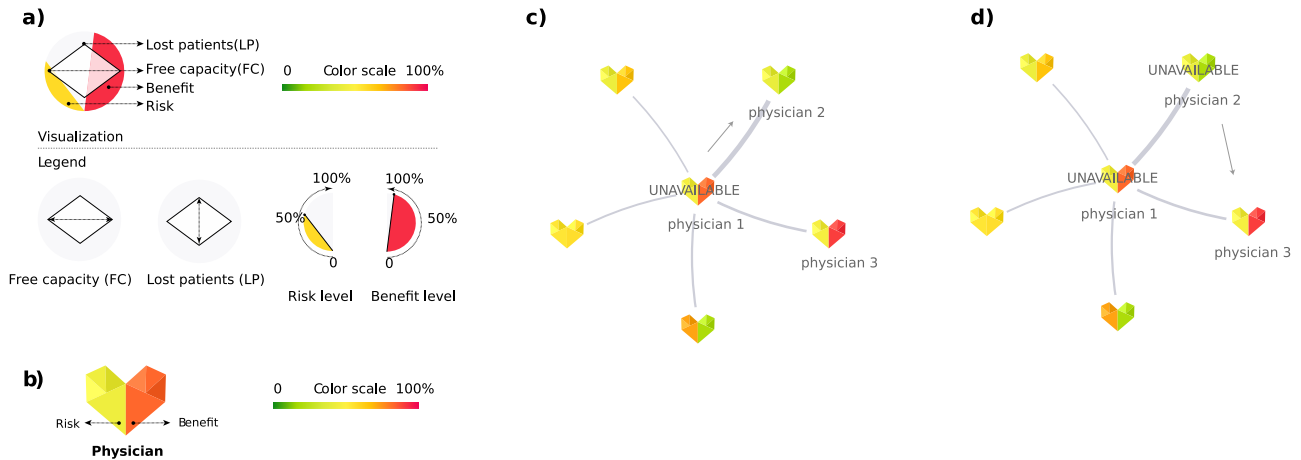 a)
Lost patients(LP)
Free capacity(FC)
Benefit
Risk
0 Color scale 100%
Visualization
Legend
100%
50%
0
100%
50%
0
Free capacity (FC)
Lost patients (LP)
Risk level
Benefit level
b)
Risk
Benefit
Physician
0 Color scale 100%
c)
physician 2
UNAVAILABLE
physician 1
physician 3
d)
UNAVAILABLE
physician 2
UNAVAILABLE
physician 1
physician 3